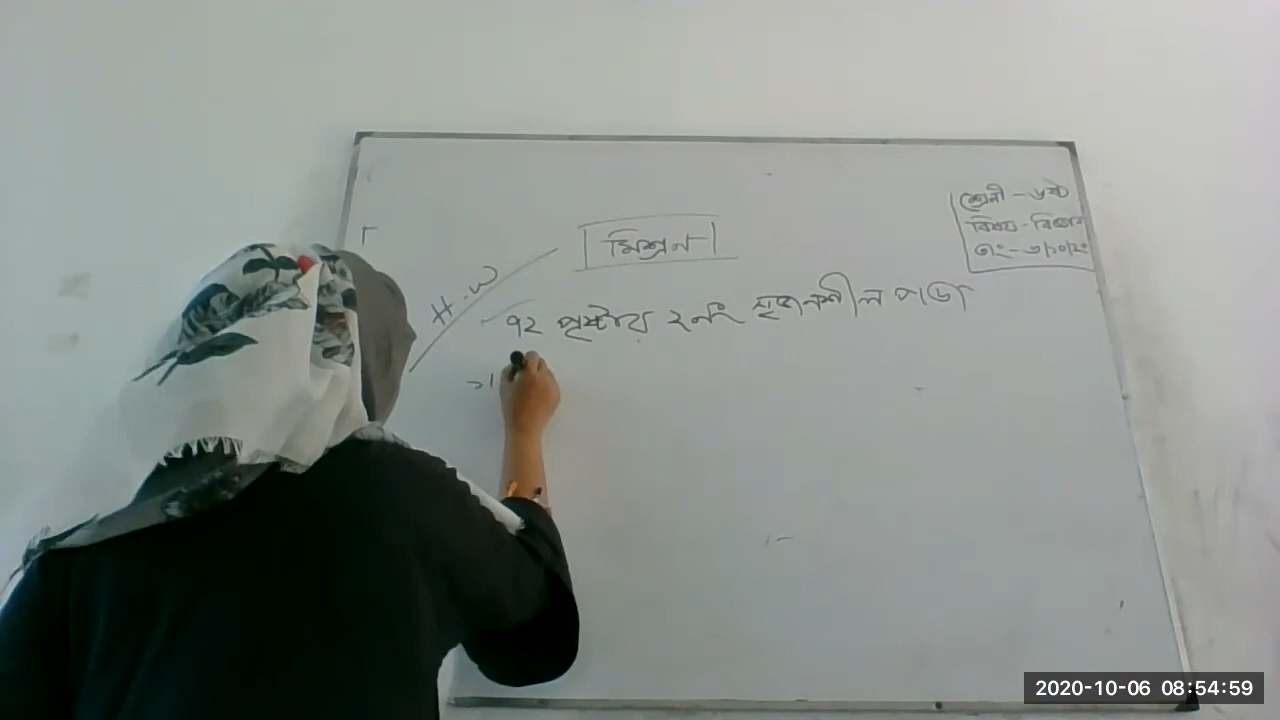 শ্রেনী - ৬ষ্ঠ
বিষয় - বিজ্ঞান
মিশ্রন
H.W
৭২ পৃষ্ঠায় ২নং সৃজনশীল পড়া
১।
2020-10-06 08:54:59